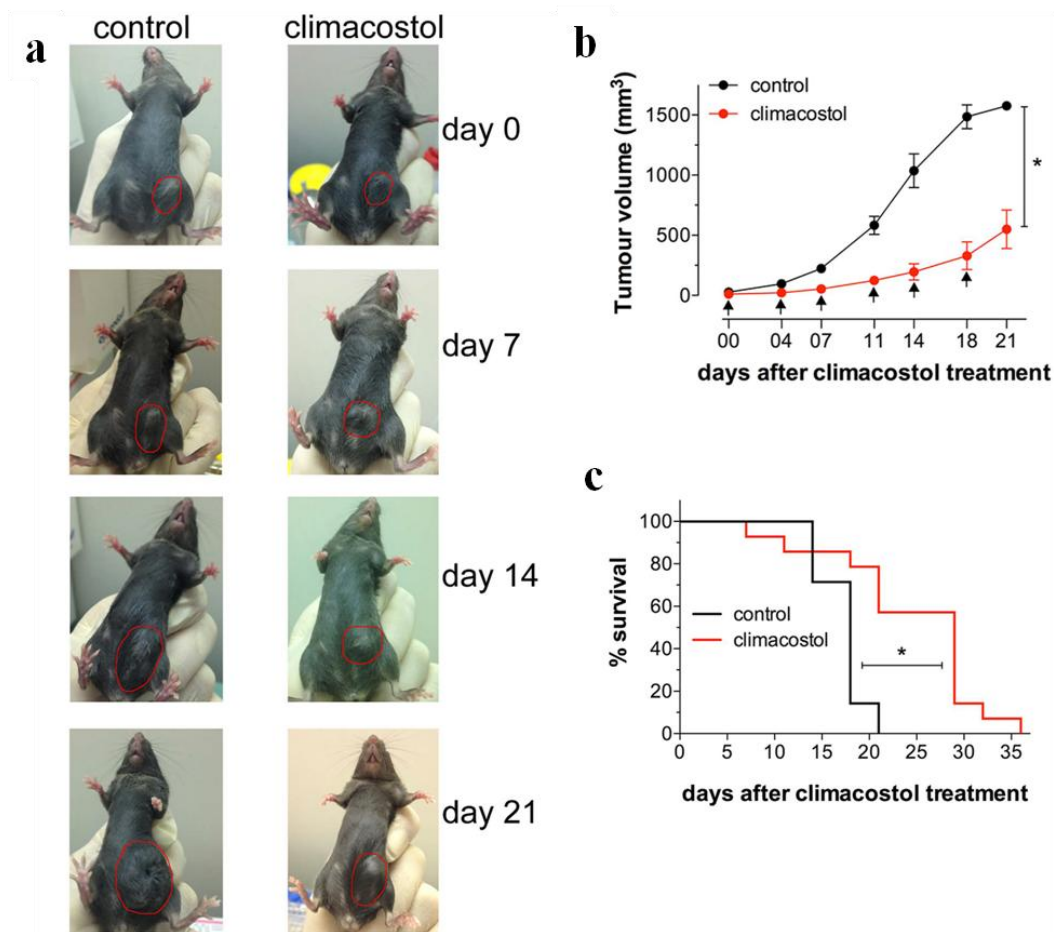 a
control climacostol
day 0
day 7
day 14
day 21
b
control
climacostol
Tumour volume (mm³)
1500
1000
500
0
*
00 04 07 11 14 18 21
days after climacostol treatment
c
% survival
100
80
60
40
20
0
control
climacostol
*
0 5 10 15 20 25 30 35
days after climacostol treatment